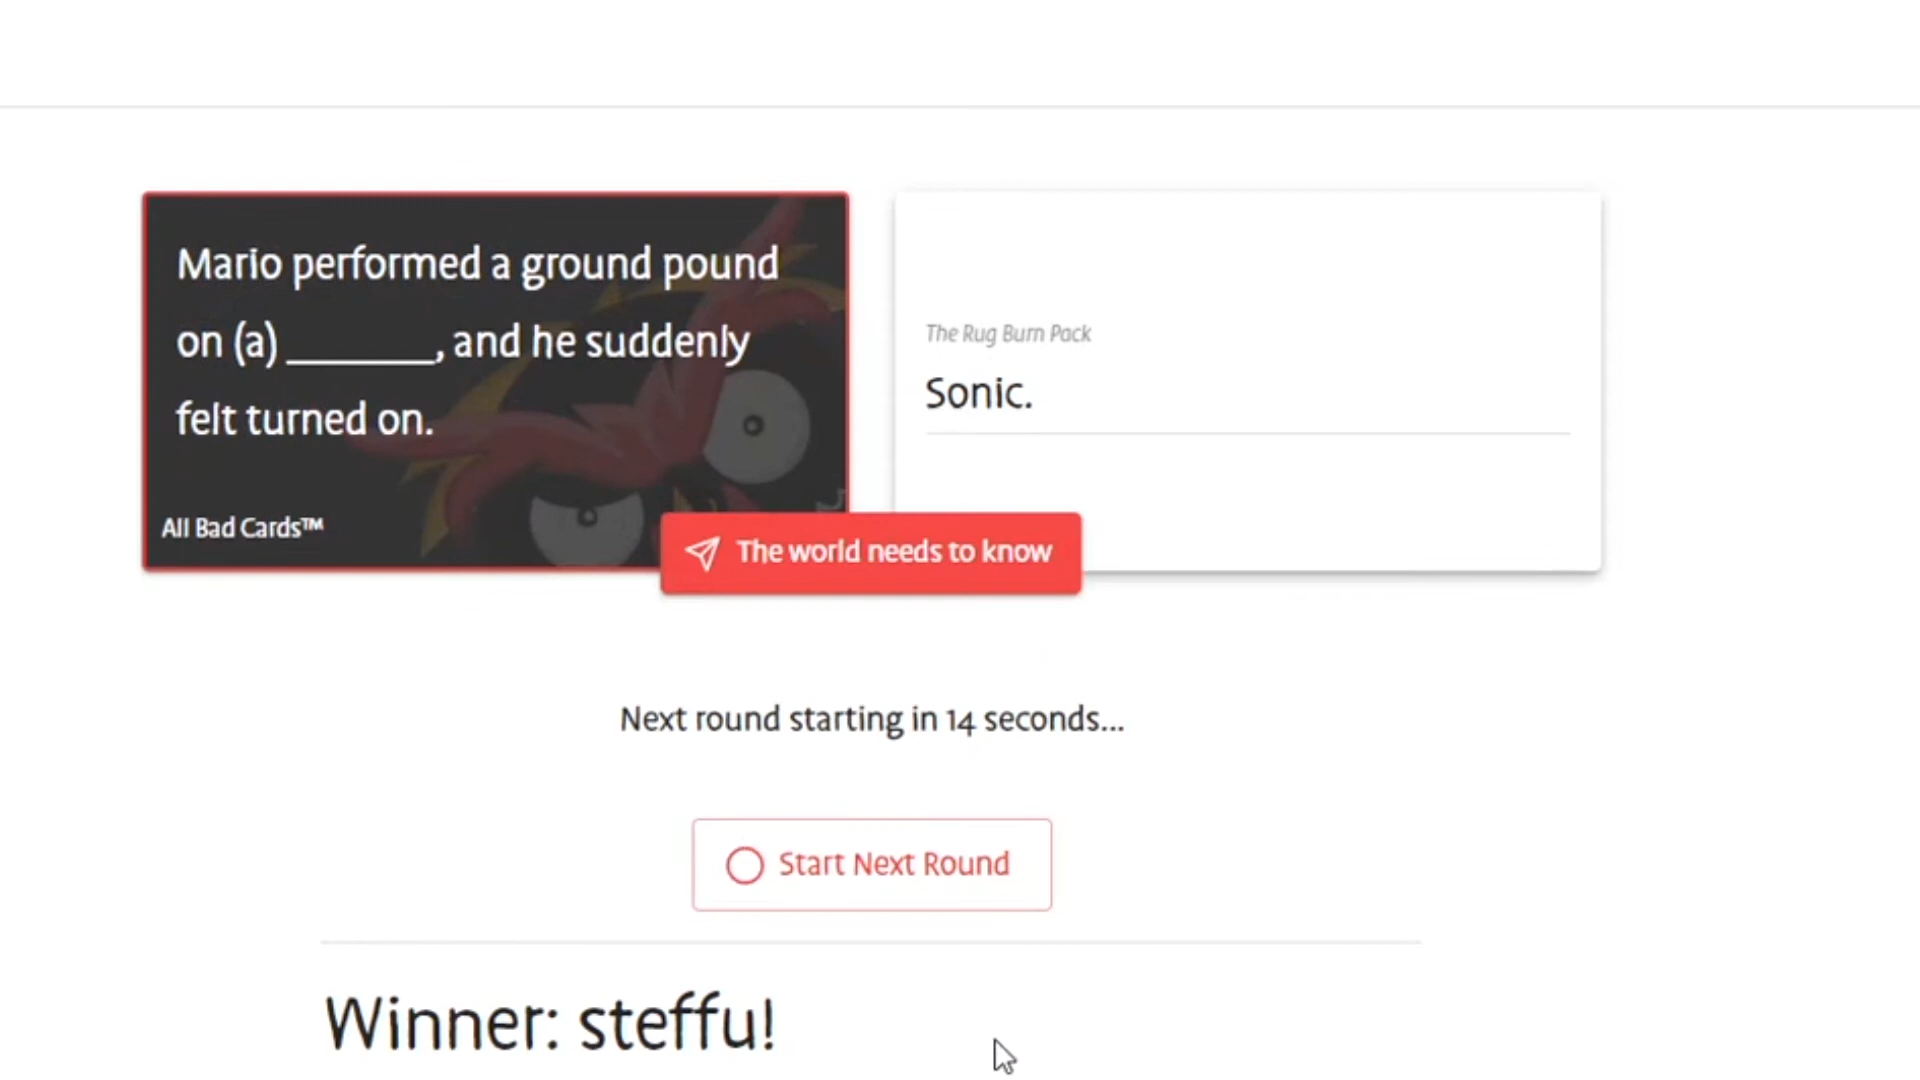 Mario performed a ground pound
on (a) _______, and he suddenly
felt turned on.
All Bad Cards™
The Rug Burn Pack
Sonic.
The world needs to know
Next round starting in 14 seconds...
Start Next Round
Winner: steffu!